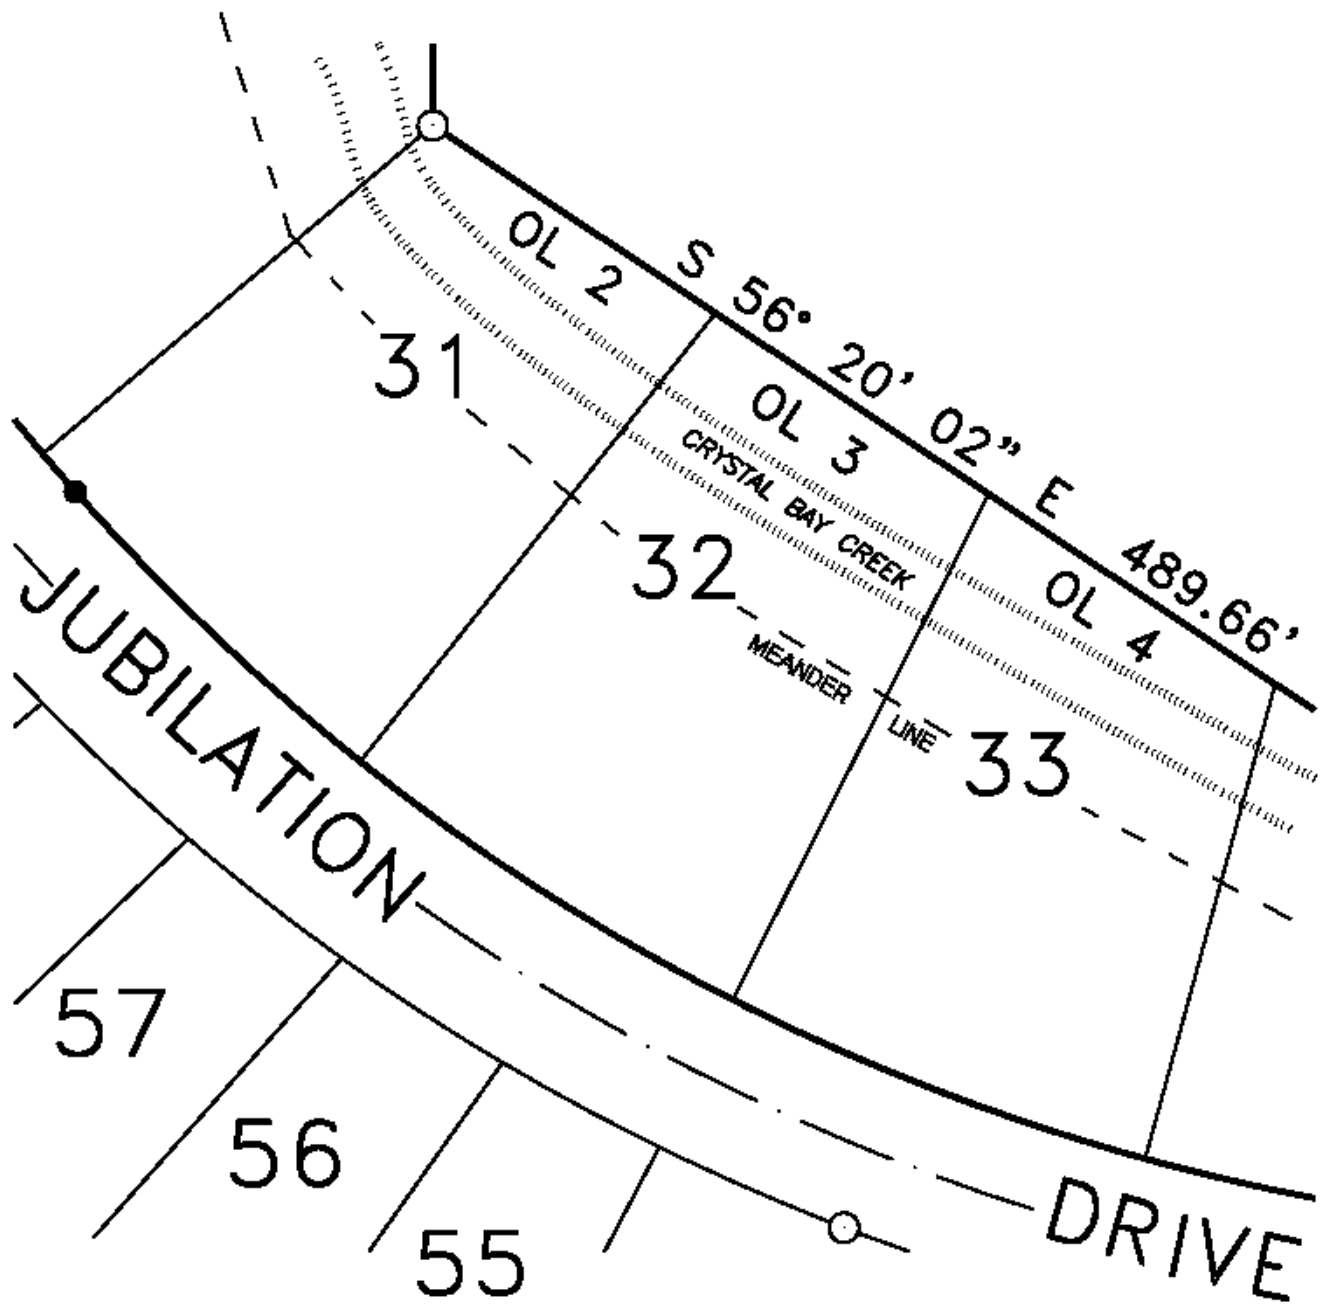 OL 2
S 56° 20' 02" E 489.66'
31
OL 3
CRYSTAL BAY CREEK
32
OL 4
MEANDER LINE
33
JUBILATION DRIVE
57
56
55